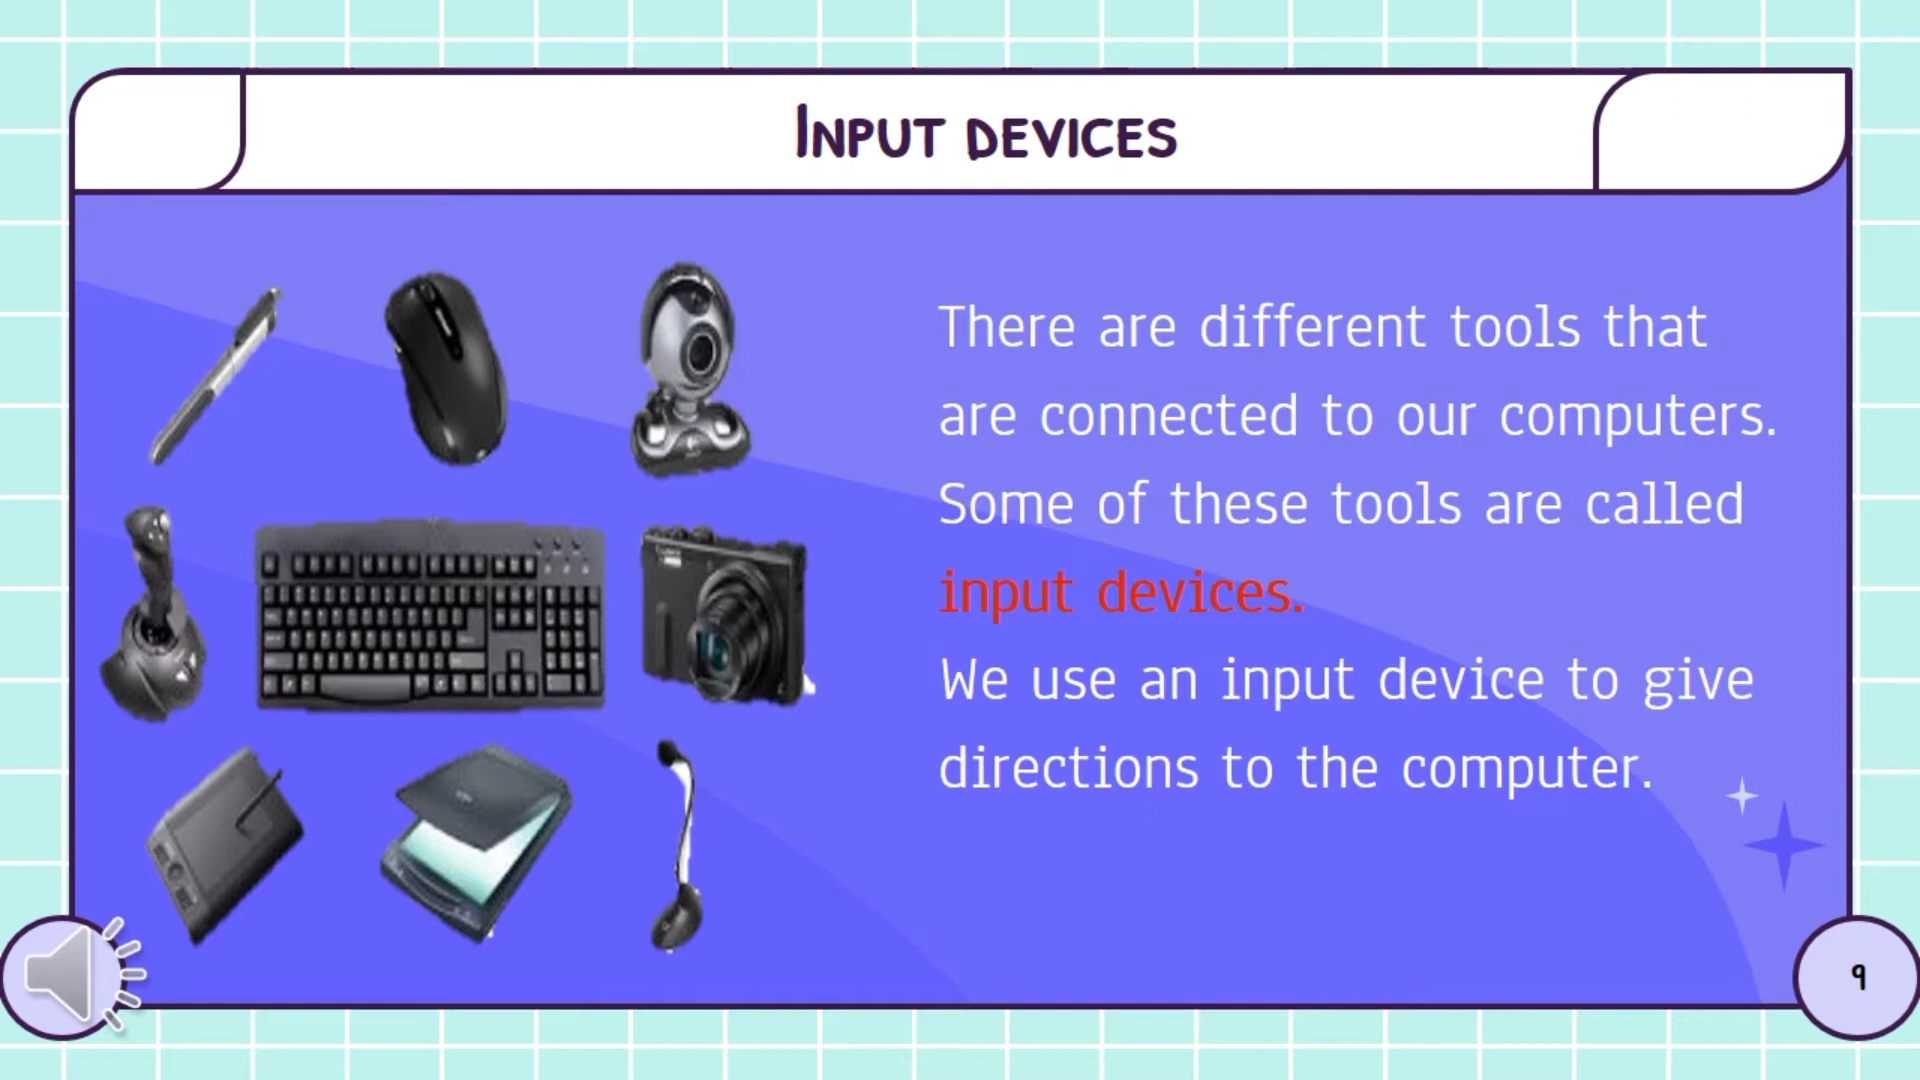 INPUT DEVICES
There are different tools that
are connected to our computers.
Some of these tools are called
input devices.
We use an input device to give
directions to the computer.
9